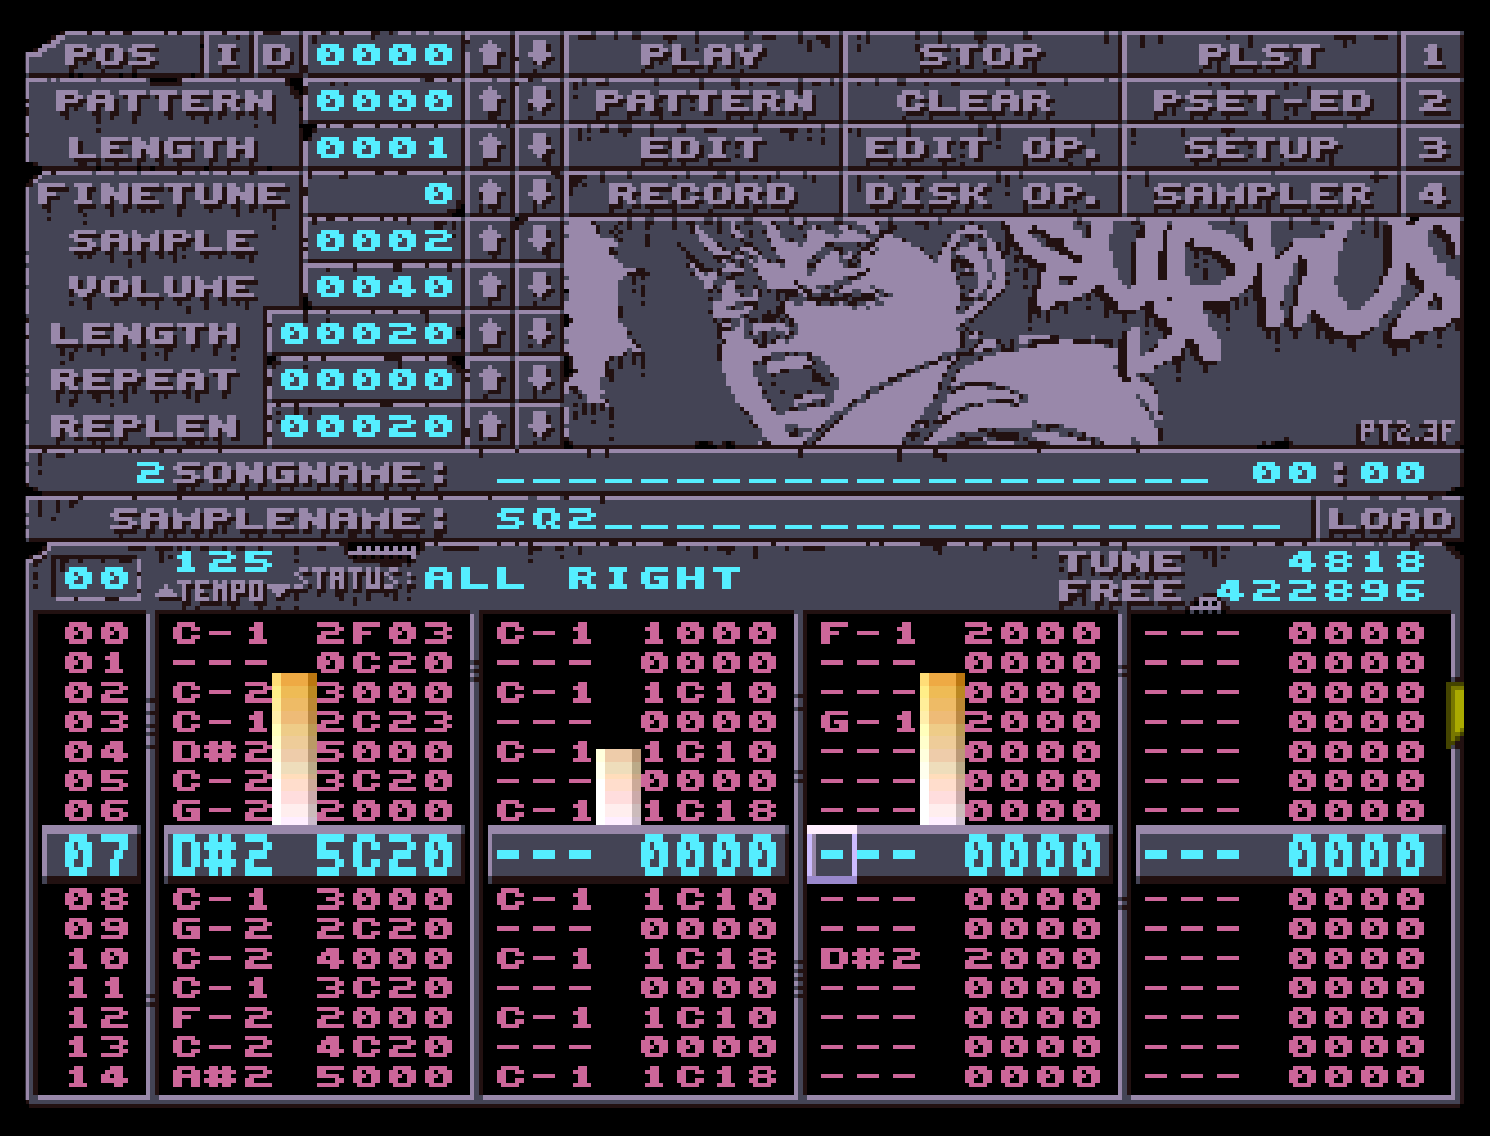 POS I D 0000 PLAY STOP PLST 1
PATTERN 0000 PATTERN CLEAR PSET-ED 2
LENGTH 0001 EDIT EDIT OP. SETUP 3
FINETUNE 0 RECORD DISK OP. SAMPLER 4
SAMPLE 0002
VOLUME 0040
LENGTH 00020
REPEAT 00000
REPLEN 00020
PT2.3F
2 SONGNAME: ____________________ 00:00
SAMPLENAME: SQ2___________________ LOAD
00 125 TEMPO STATUS: ALL RIGHT TUNE 4818
FREE 422896
00 C-1 2F03 C-1 1000 F-1 2000 --- 0000
01 --- 0C20 --- 0000 --- 0000 --- 0000
02 C-2 3000 C-1 1C10 --- 0000 --- 0000
03 C-1 2C23 --- 0000 G-1 2000 --- 0000
04 D#2 5000 C-1 1C10 --- 0000 --- 0000
05 C-2 3C20 --- 0000 --- 0000 --- 0000
06 G-2 2000 C-1 1C18 --- 0000 --- 0000
07 D#2 5C20 --- 0000 --- 0000 --- 0000
08 C-1 3000 C-1 1C10 --- 0000 --- 0000
09 G-2 2C20 --- 0000 --- 0000 --- 0000
10 C-2 4000 C-1 1C18 D#2 2000 --- 0000
11 C-1 3C20 --- 0000 --- 0000 --- 0000
12 F-2 2000 C-1 1C10 --- 0000 --- 0000
13 C-2 4C20 --- 0000 --- 0000 --- 0000
14 A#2 5000 C-1 1C18 --- 0000 --- 0000